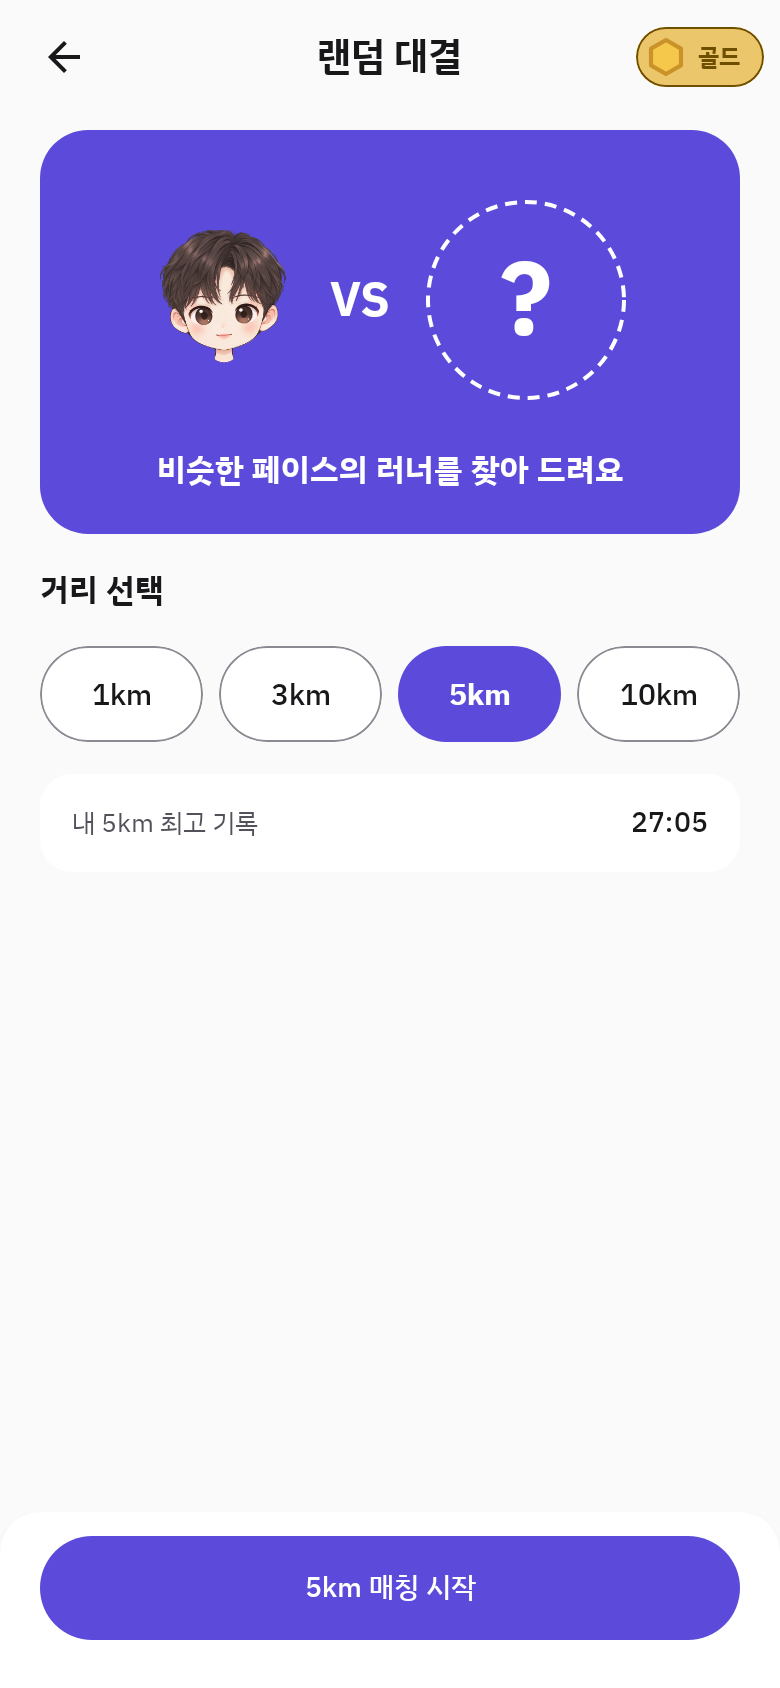 랜덤 대결
골드
VS
?
비슷한 페이스의 러너를 찾아 드려요
거리 선택
1km
3km
5km
10km
내 5km 최고 기록
27:05
5km 매칭 시작